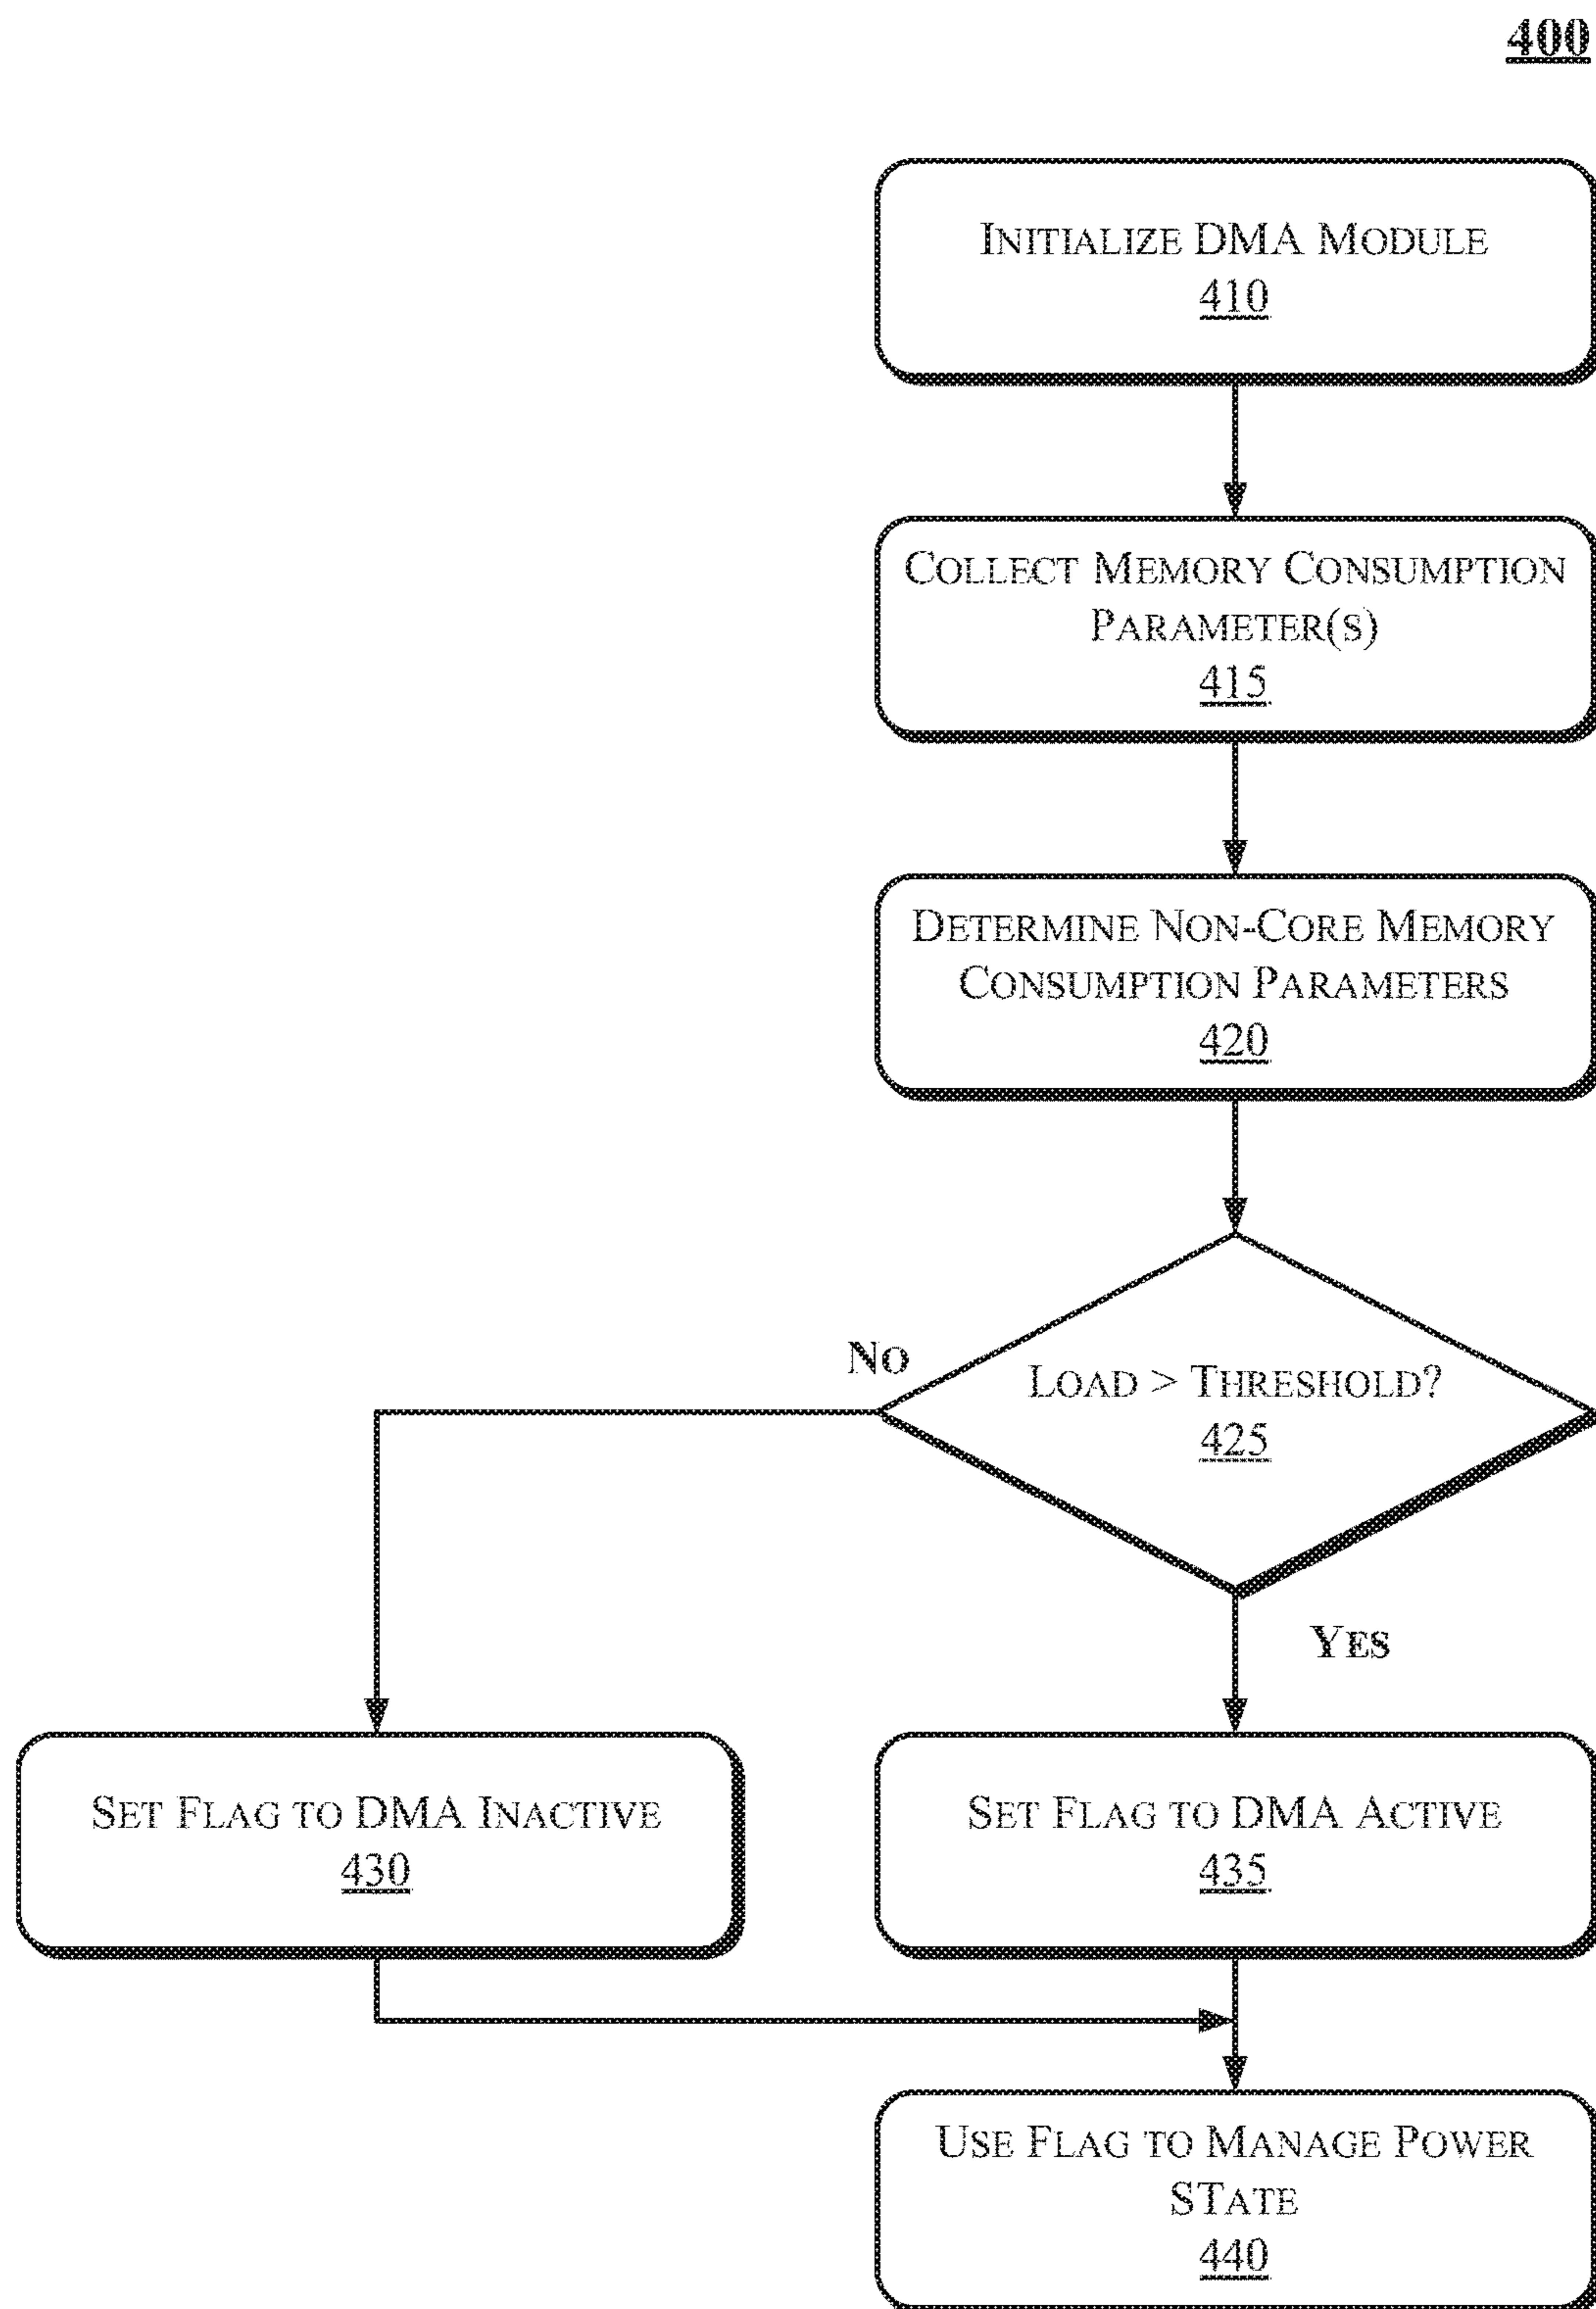 400
INITIALIZE DMA MODULE
410
COLLECT MEMORY CONSUMPTION
PARAMETER(S)
415
DETERMINE NON-CORE MEMORY
CONSUMPTION PARAMETERS
420
NO
LOAD > THRESHOLD?
425
YES
SET FLAG TO DMA INACTIVE
430
SET FLAG TO DMA ACTIVE
435
USE FLAG TO MANAGE POWER
STATE
440